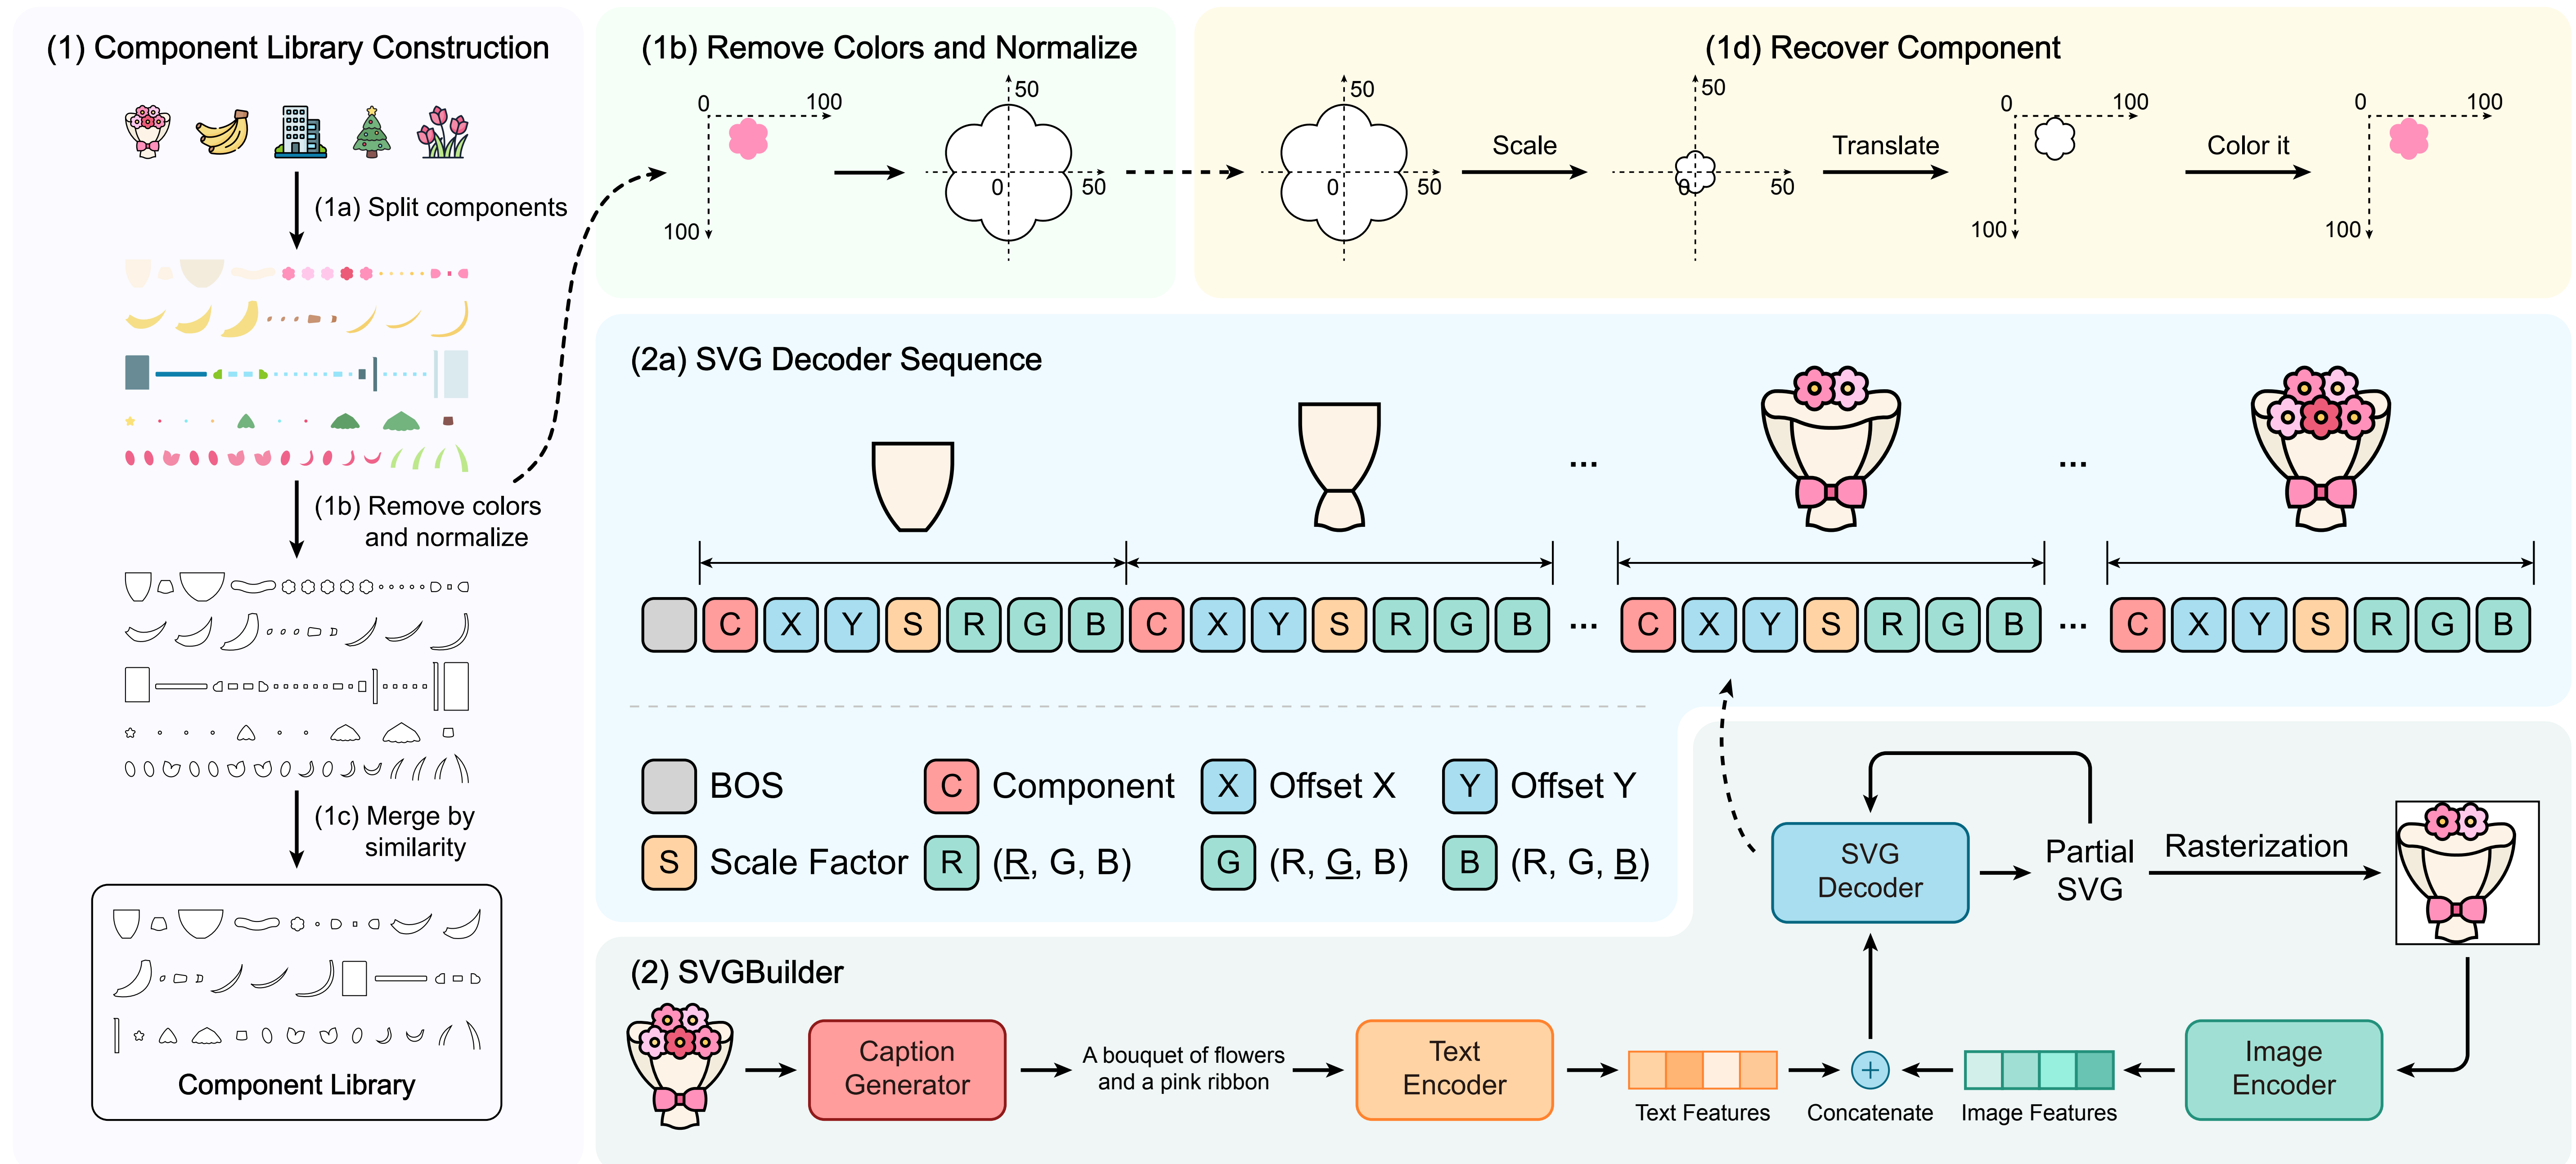 (1) Component Library Construction
(1a) Split components
(1b) Remove colors
and normalize
(1c) Merge by
similarity
Component Library
(1b) Remove Colors and Normalize
0
100
100
50
0
50
(1d) Recover Component
50
0
50
Scale
50
0
50
Translate
0
100
100
Color it
0
100
100
(2a) SVG Decoder Sequence
... ...
C X Y S R G B C X Y S R G B ... C X Y S R G B ... C X Y S R G B
BOS C Component X Offset X Y Offset Y
S Scale Factor R (R, G, B) G (R, G, B) B (R, G, B)
(2) SVGBuilder
Caption
Generator
A bouquet of flowers
and a pink ribbon
Text
Encoder
Text Features
+
Concatenate
Image Features
Image
Encoder
SVG
Decoder
Partial
SVG
Rasterization